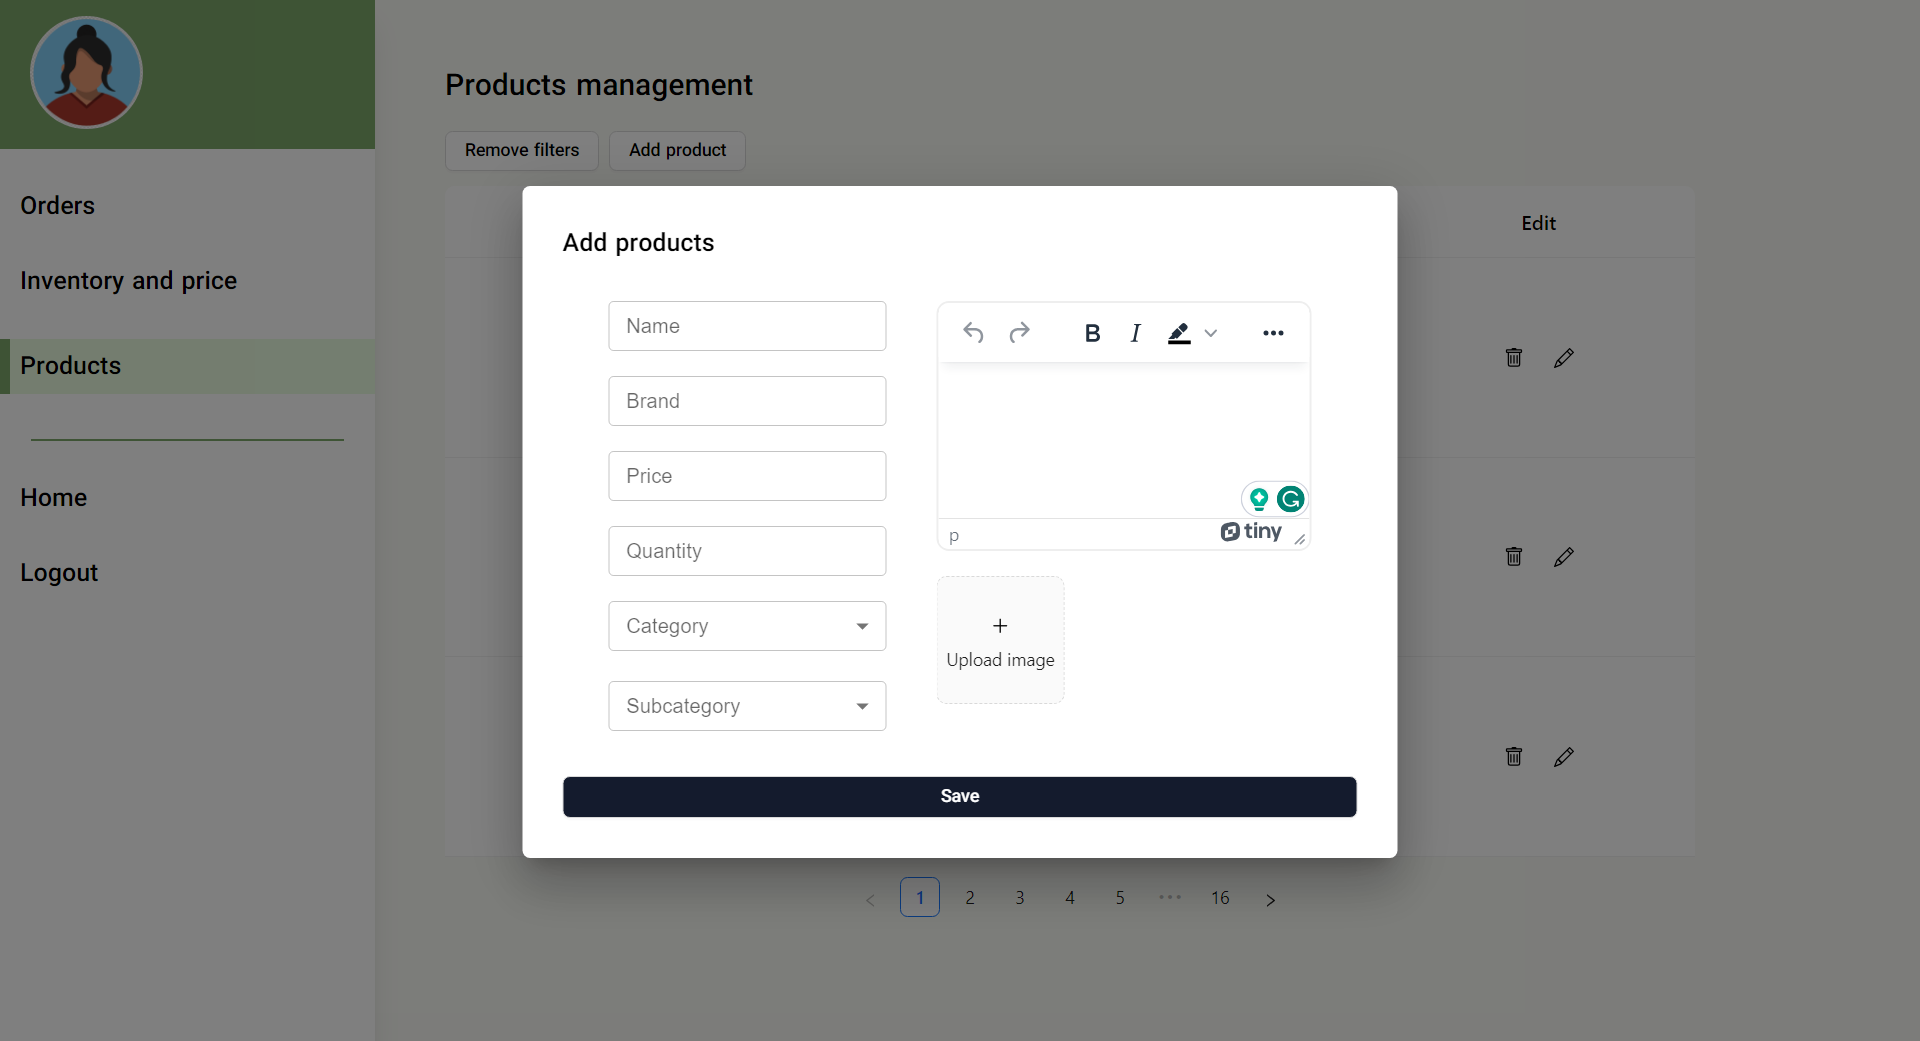 Products management
Remove filters Add product
Orders
Inventory and price
Products
Home
Logout
Edit
Add products
Name
Brand
Price
Quantity
Category
Subcategory
B I
p tiny
+
Upload image
Save
< 1 2 3 4 5 ••• 16 >